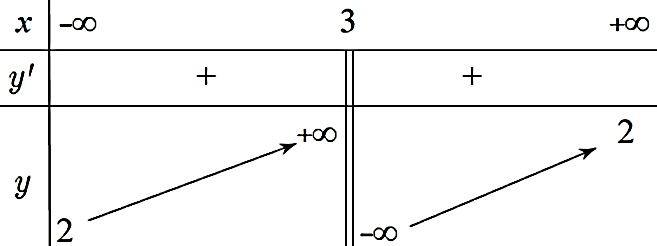 x –∞ 3 +∞
y′ + +
+∞ 2
y
2 –∞